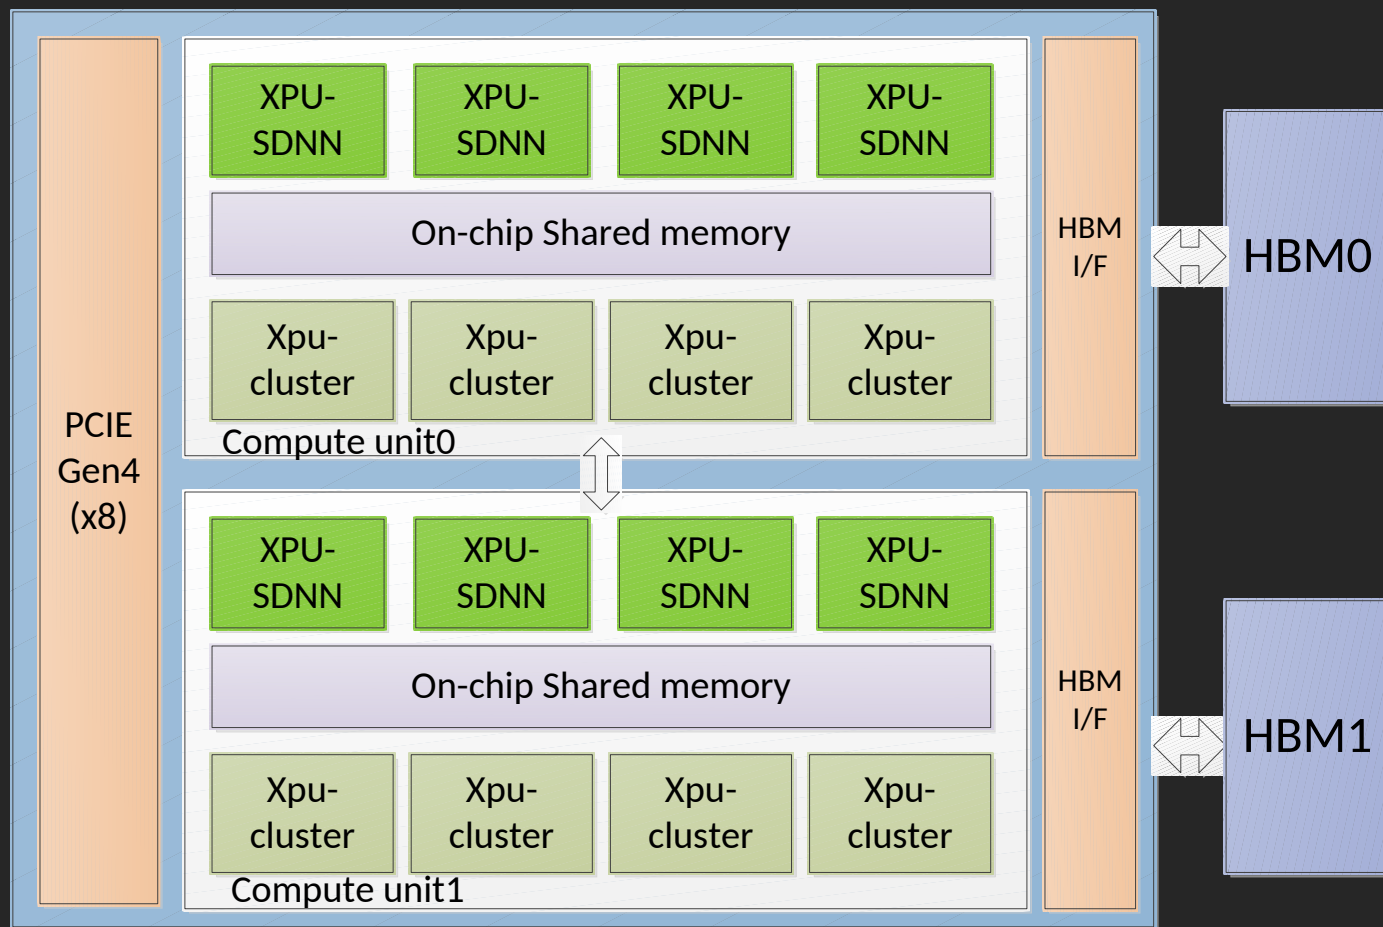 XPU-
SDNN
XPU-
SDNN
XPU-
SDNN
XPU-
SDNN
On-chip Shared memory
Xpu-
cluster
Xpu-
cluster
Xpu-
cluster
Xpu-
cluster
Compute unit0
PCIE
Gen4
(x8)
HBM
I/F
HBM0
XPU-
SDNN
XPU-
SDNN
XPU-
SDNN
XPU-
SDNN
On-chip Shared memory
Xpu-
cluster
Xpu-
cluster
Xpu-
cluster
Xpu-
cluster
Compute unit1
HBM
I/F
HBM1